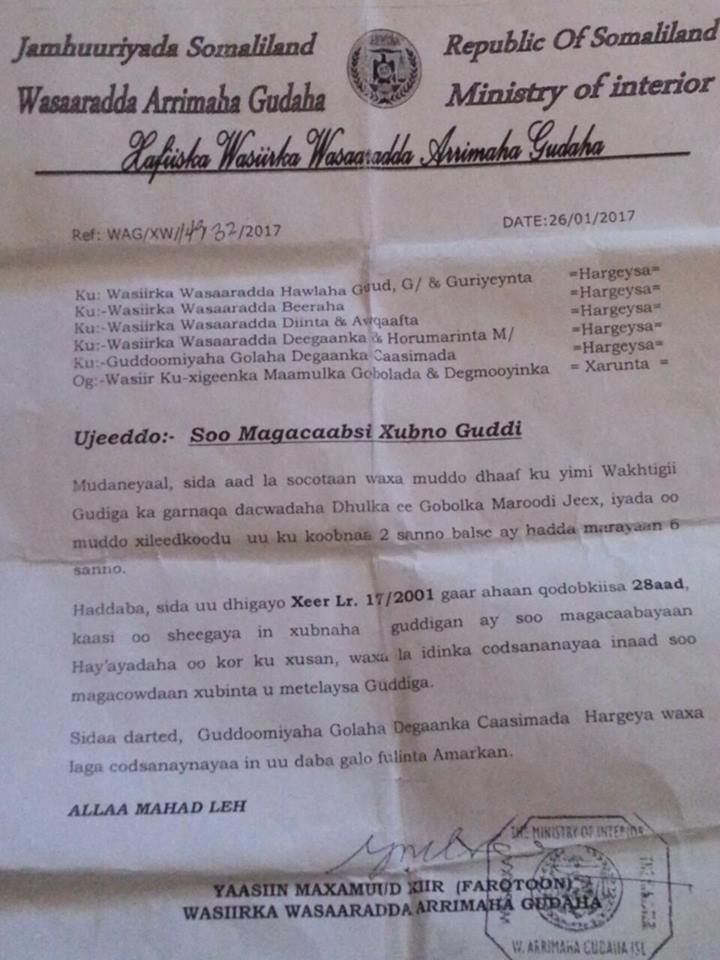 Jamhuuriyada Somaliland
Wasaaradda Arrimaha Gudaha
Republic Of Somaliland
Ministry of interior
Xafiiska Wasiirka Wasaaradda Arrimaha Gudaha
Ref: WAG/XW/ 32/2017 DATE:26/01/2017
Ku: Wasiirka Wasaaradda Hawlaha Guud, G/ & Guriyeynta =Hargeysa=
Ku:-Wasiirka Wasaaradda Beeraha =Hargeysa=
Ku:-Wasiirka Wasaaradda Diinta & Awqaafta =Hargeysa=
Ku:-Wasiirka Wasaaradda Deegaanka & Horumarinta M/ =Hargeysa=
Ku:-Guddoomiyaha Golaha Degaanka Caasimada =Hargeysa=
Og:-Wasiir Ku-xigeenka Maamulka Gobolada & Degmooyinka = Xarunta =
Ujeeddo:- Soo Magacaabsi Xubno Guddi
Mudaneyaal, sida aad la socotaan waxa muddo dhaaf ku yimi Wakhtigii
Gudiga ka garnaqa dacwadaha Dhulka ee Gobolka Maroodi Jeex, iyada oo
muddo xileedkoodu uu ku koobnaa 2 sanno balse ay hadda marayaan 6
sanno.
Haddaba, sida uu dhigayo Xeer Lr. 17/2001 gaar ahaan qodobkiisa 28aad,
kaasi oo sheegaya in xubnaha guddigan ay soo magacaabayaan
Hay'ayadaha oo kor ku xusan, waxa la idinka codsananayaa inaad soo
magacowdaan xubinta u metelaysa Guddiga.
Sidaa darted, Guddoomiyaha Golaha Degaanka Caasimada Hargeya waxa
laga codsanaynayaa in uu daba galo fulinta Amarkan.
ALLAA MAHAD LEH
YAASIIN MAXAMUUD XIIR (FAROTOON)
WASIIRKA WASAARADDA ARRIMAHA GUDAHA
THE MINISTRY OF INTERIOR
W. ARRIMAHA GUDAHA JSL